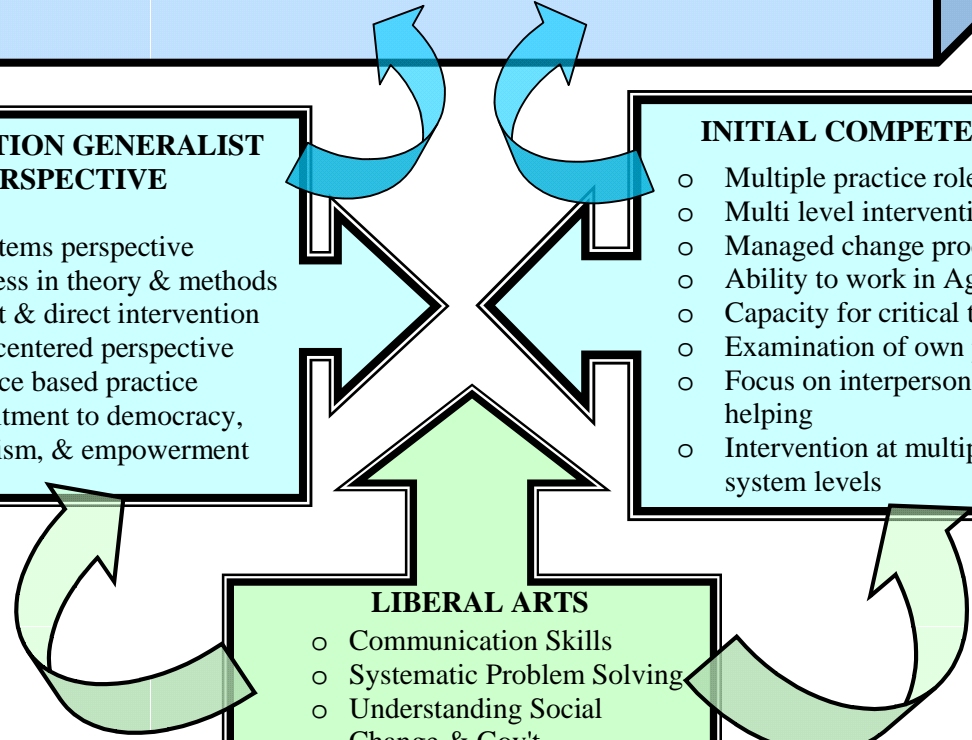 TION GENERALIST
RSPECTIVE
tems perspective
ess in theory & methods
t & direct intervention
centered perspective
ce based practice
tment to democracy,
ism, & empowerment
INITIAL COMPETE
o Multiple practice role
o Multi level interventi
o Managed change pro
o Ability to work in Ag
o Capacity for critical t
o Examination of own
o Focus on interperson
helping
o Intervention at multip
system levels
LIBERAL ARTS
o Communication Skills
o Systematic Problem Solving
o Understanding Social
Change & Gov't